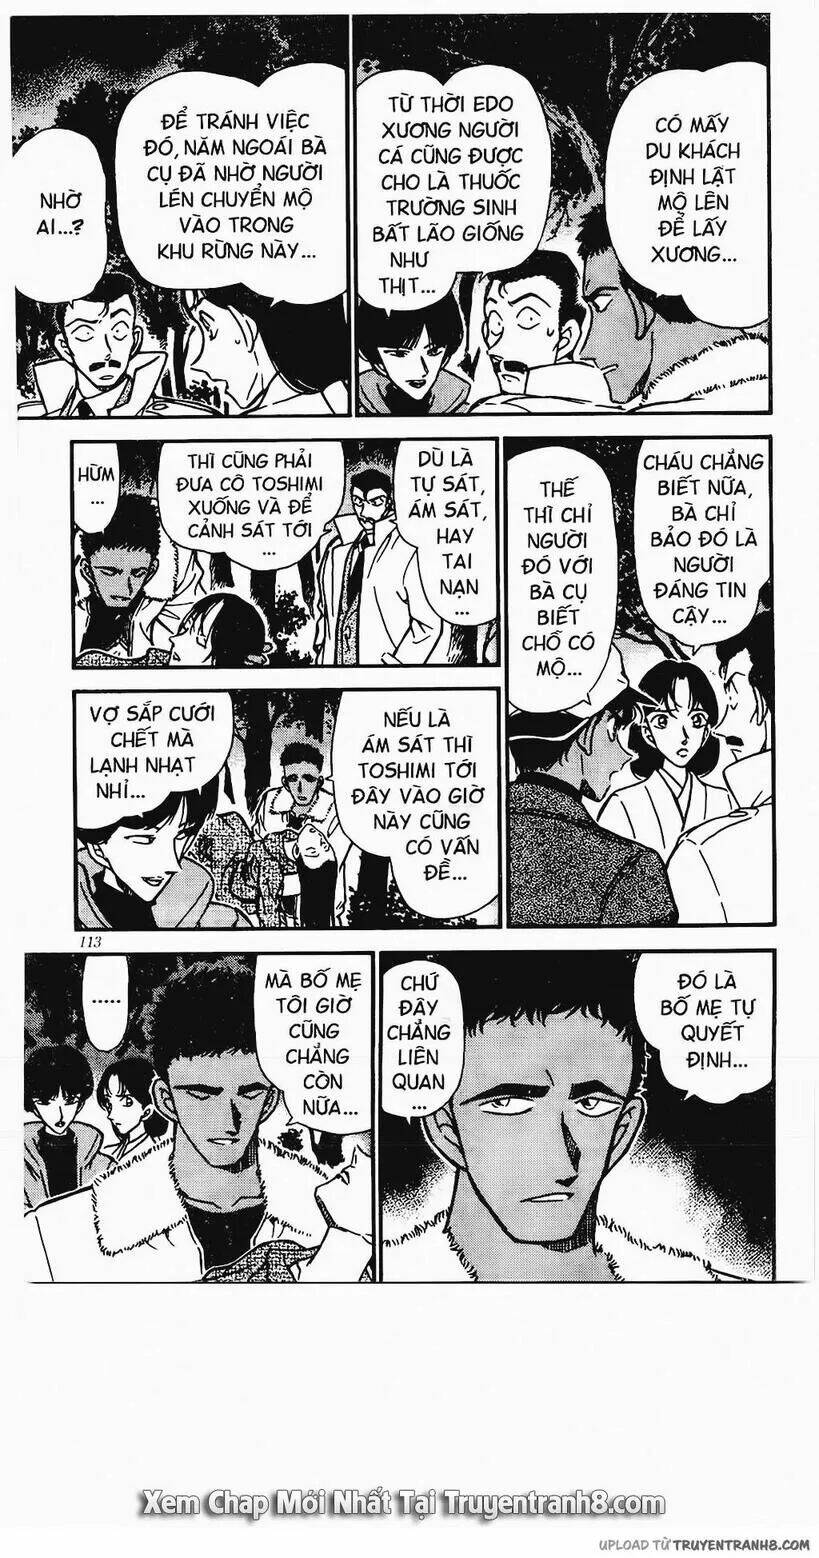 CÓ MẤY
DU KHÁCH
ĐỊNH LẬT
MỘ LÊN
ĐỂ LẤY
XƯƠNG...
TỪ THỜI EDO
XƯƠNG NGƯỜI
CÁ CŨNG ĐƯỢC
CHO LÀ THUỐC
TRƯỜNG SINH
BẤT LÃO GIỐNG
NHƯ
THỊT...
ĐỂ TRÁNH VIỆC
ĐÓ, NĂM NGOÁI BÀ
CỤ ĐÃ NHỜ NGƯỜI
LÉN CHUYỂN MỘ
VÀO TRONG
KHU RỪNG NÀY...
NHỜ
AI...?
CHÁU CHẲNG
BIẾT NỮA,
BÀ CHỈ
BẢO ĐÓ LÀ
NGƯỜI
ĐÁNG TIN
CẬY...
THẾ
THÌ CHỈ
NGƯỜI
ĐÓ VỚI
BÀ CỤ
BIẾT
CHỖ CÓ
MỘ...
DÙ LÀ
TỰ SÁT,
ÁM SÁT,
HAY
TAI
NẠN
...
THÌ CŨNG PHẢI
ĐƯA CÔ TOSHIMI
XUỐNG VÀ ĐỂ
CẢNH SÁT TỚI
...
HỪM
...
NẾU LÀ
ÁM SÁT THÌ
TOSHIMI TỚI
ĐÂY VÀO GIỜ
NÀY CŨNG
CÓ VẤN
ĐỀ...
VỢ SẮP CƯỚI
CHẾT MÀ
LẠNH NHẠT
NHỈ...
113
ĐÓ LÀ
BỐ MẸ TỰ
QUYẾT
ĐỊNH...
CHỨ
ĐÂY
CHẲNG
LIÊN
QUAN
...
MÀ BỐ MẸ
TÔI GIỜ
CŨNG
CHẲNG
CÒN
NỮA...
.....
Xem Chap Mới Nhất Tại Truyentranh8.com
UPLOAD TỪ TRUYENTRANH8.COM